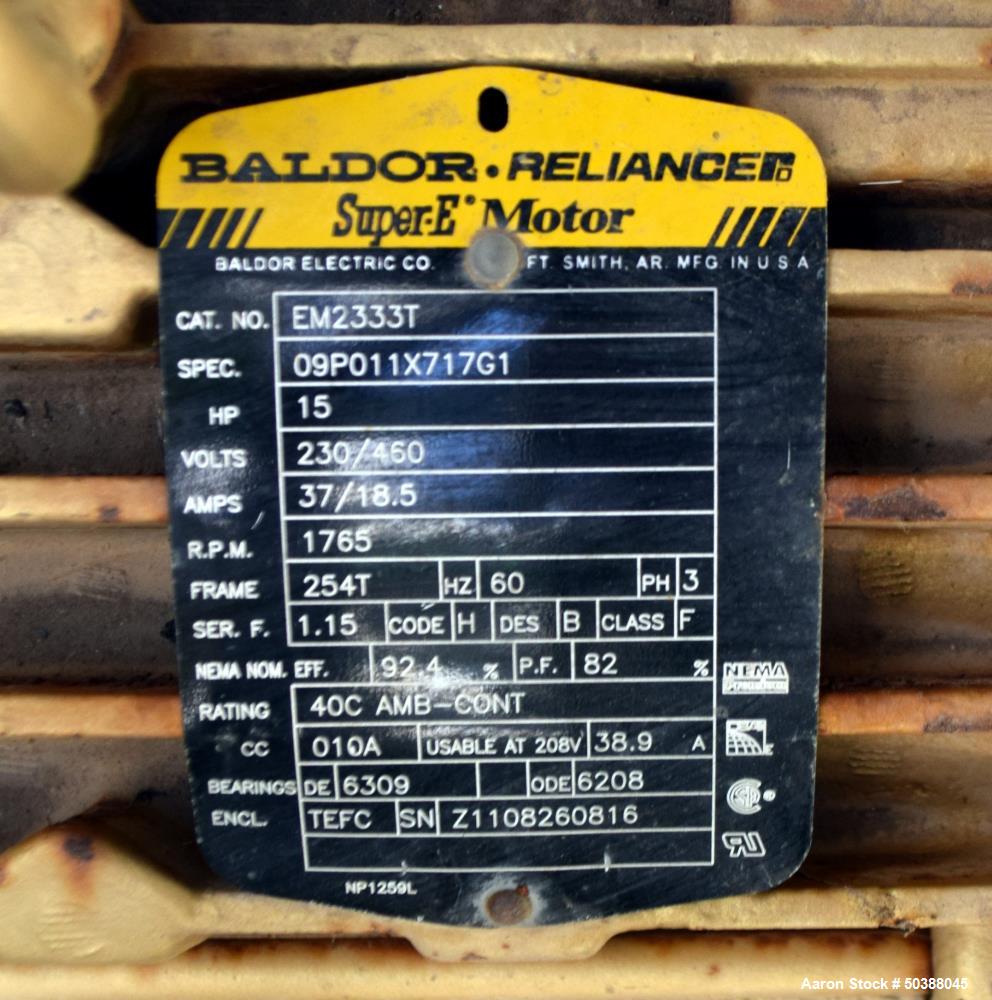 BALDOR • RELIANCE
Super-E® Motor
BALDOR ELECTRIC CO. FT. SMITH, AR. MFG. IN U S A
CAT. NO. EM2333T
SPEC. 09P011X717G1
HP 15
VOLTS 230/460
AMPS 37/18.5
R.P.M. 1765
FRAME 254T HZ 60 PH 3
SER. F. 1.15 CODE H DES B CLASS F
NEMA NOM. EFF. 92.4 % P.F. 82 %
NEMA
RATING 40C AMB-CONT
CC 010A USABLE AT 208V 38.9 A
BEARINGS DE 6309 ODE 6208
ENCL. TEFC SN Z1108260816
NP1259L
Aaron Stock # 50388045